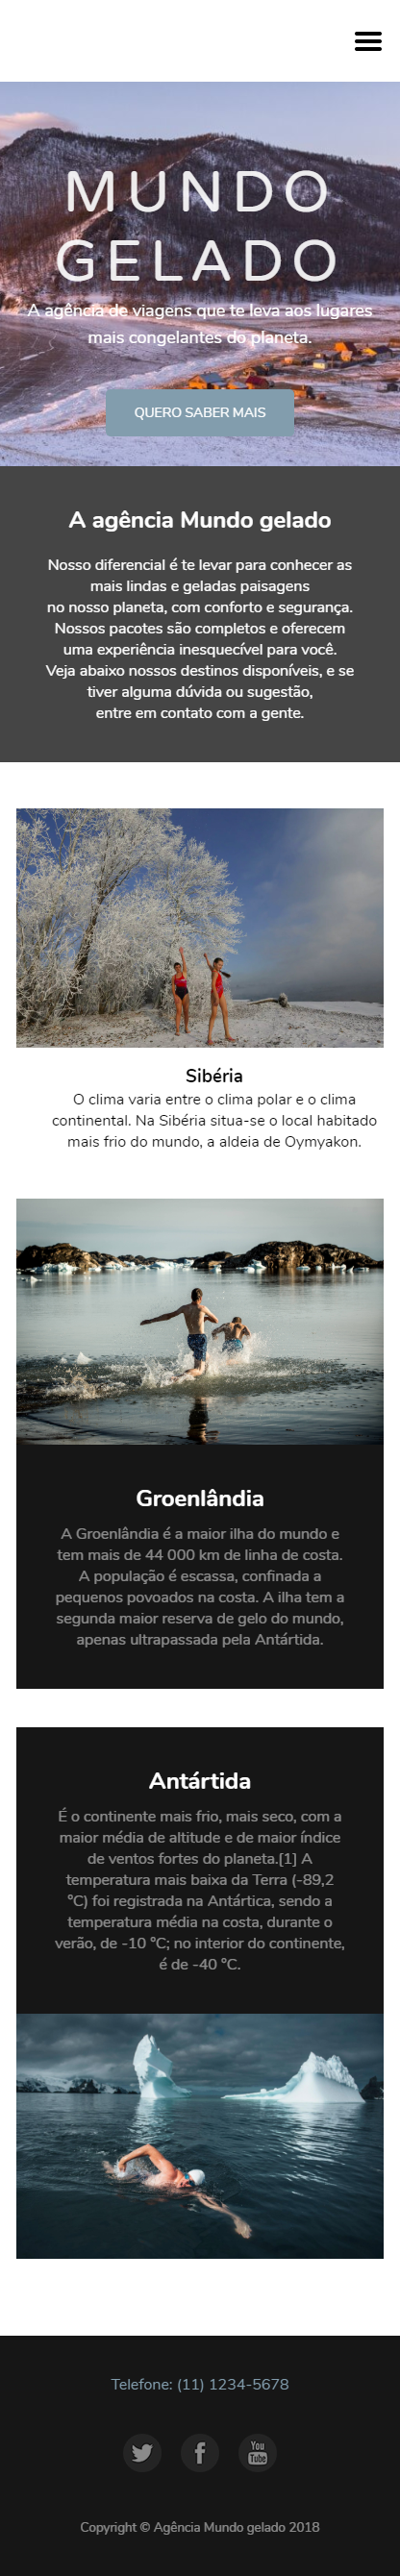 MUNDO
GELADO
A agência de viagens que te leva aos lugares
mais congelantes do planeta.
QUERO SABER MAIS
A agência Mundo gelado
Nosso diferencial é te levar para conhecer as
mais lindas e geladas paisagens
no nosso planeta, com conforto e segurança.
Nossos pacotes são completos e oferecem
uma experiência inesquecível para você.
Veja abaixo nossos destinos disponíveis, e se
tiver alguma dúvida ou sugestão,
entre em contato com a gente.
Sibéria
O clima varia entre o clima polar e o clima
continental. Na Sibéria situa-se o local habitado
mais frio do mundo, a aldeia de Oymyakon.
Groenlândia
A Groenlândia é a maior ilha do mundo e
tem mais de 44 000 km de linha de costa.
A população é escassa, confinada a
pequenos povoados na costa. A ilha tem a
segunda maior reserva de gelo do mundo,
apenas ultrapassada pela Antártida.
Antártida
É o continente mais frio, mais seco, com a
maior média de altitude e de maior índice
de ventos fortes do planeta.[1] A
temperatura mais baixa da Terra (-89,2
°C) foi registrada na Antártica, sendo a
temperatura média na costa, durante o
verão, de -10 °C; no interior do continente,
é de -40 °C.
Telefone: (11) 1234-5678
You
Tube
Copyright © Agência Mundo gelado 2018